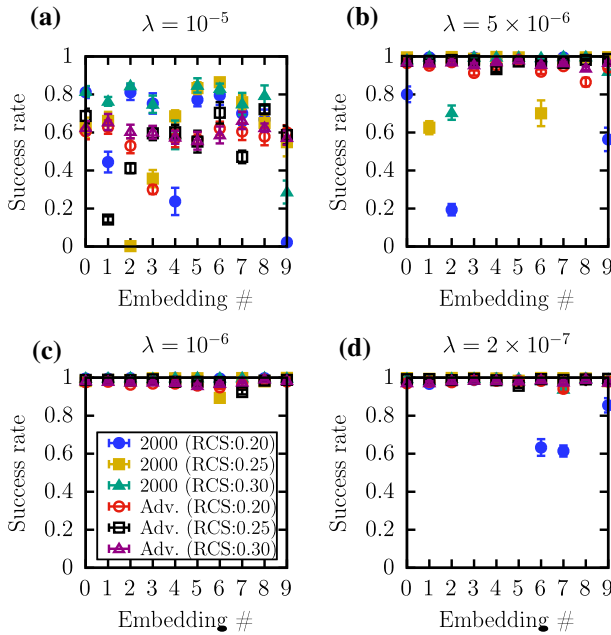 (a) λ = 10⁻⁵
1
0.8
0.6
0.4
0.2
0
Success rate
0 1 2 3 4 5 6 7 8 9
Embedding #
(b) λ = 5 × 10⁻⁶
1
0.8
0.6
0.4
0.2
0
Success rate
0 1 2 3 4 5 6 7 8 9
Embedding #
(c) λ = 10⁻⁶
1
0.8
0.6
0.4
0.2
0
Success rate
2000 (RCS:0.20)
2000 (RCS:0.25)
2000 (RCS:0.30)
Adv. (RCS:0.20)
Adv. (RCS:0.25)
Adv. (RCS:0.30)
0 1 2 3 4 5 6 7 8 9
Embedding #
(d) λ = 2 × 10⁻⁷
1
0.8
0.6
0.4
0.2
0
Success rate
0 1 2 3 4 5 6 7 8 9
Embedding #